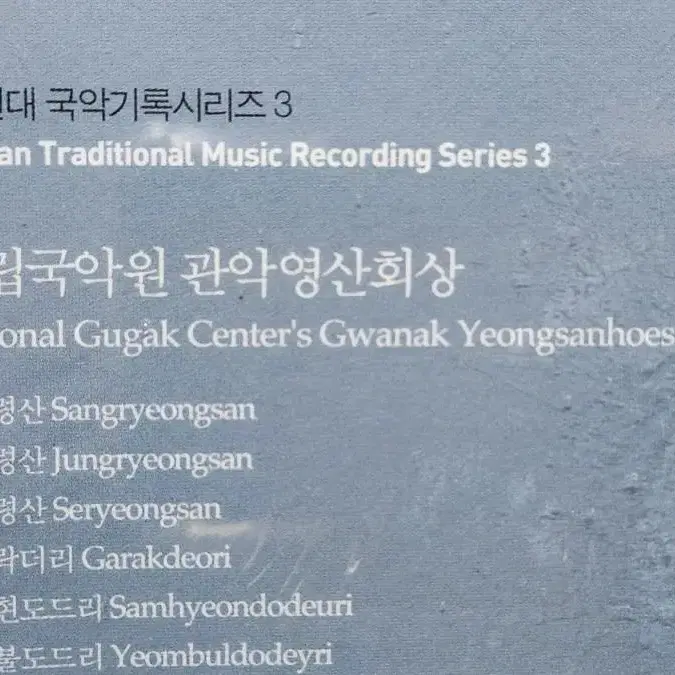 대 국악기록시리즈 3
an Traditional Music Recording Series 3
립국악원 관악영산회상
onal Gugak Center's Gwanak Yeongsanhoes
령산 Sangryeongsan
령산 Jungryeongsan
령산 Seryeongsan
락더리 Garakdeori
현도드리 Samhyeondodeuri
불도드리 Yeombuldodeyri